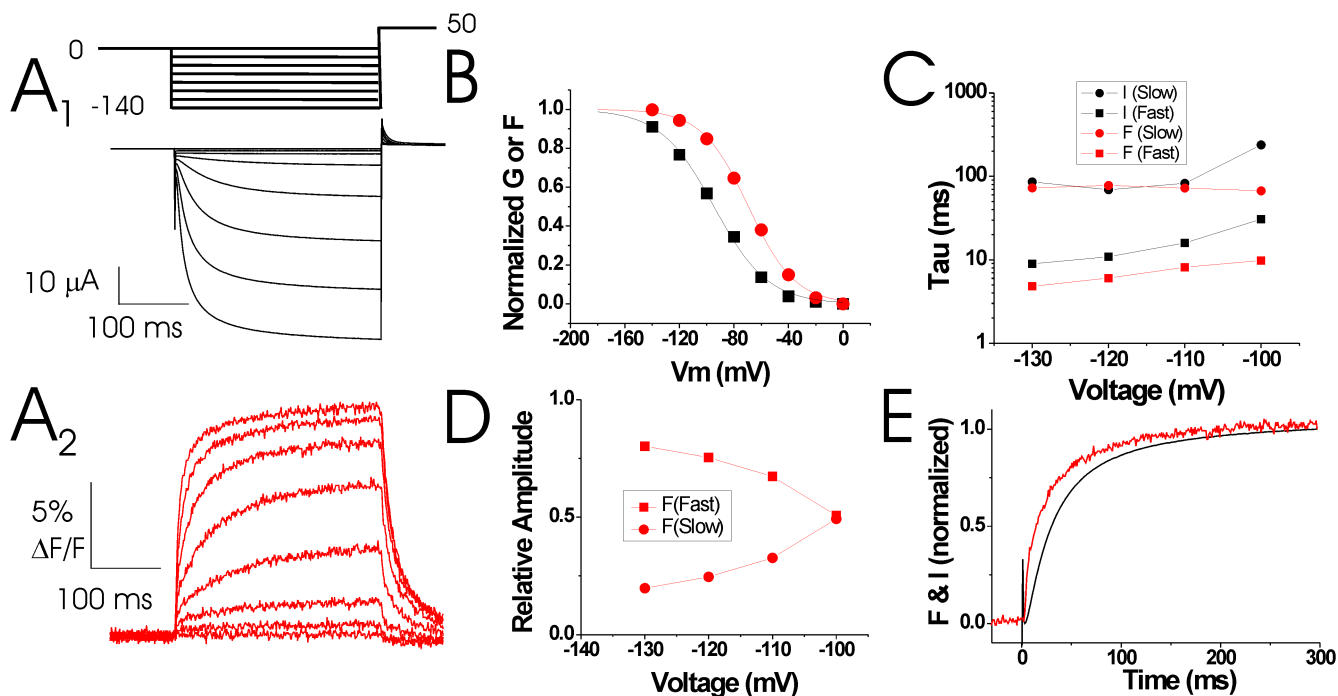 A1
0
50
-140
10 μA
100 ms
B
Normalized G or F
1.0
0.8
0.6
0.4
0.2
0.0
-200
-160
-120
-80
-40
0
Vm (mV)
C
Tau (ms)
1000
100
10
1
I (Slow)
I (Fast)
F (Slow)
F (Fast)
-130
-120
-110
-100
Voltage (mV)
A2
5%
ΔF/F
100 ms
D
Relative Amplitude
1.0
0.5
0.0
F(Fast)
F(Slow)
-140
-130
-120
-110
-100
Voltage (mV)
E
F & I (normalized)
1.0
0.5
0.0
0
100
200
300
Time (ms)